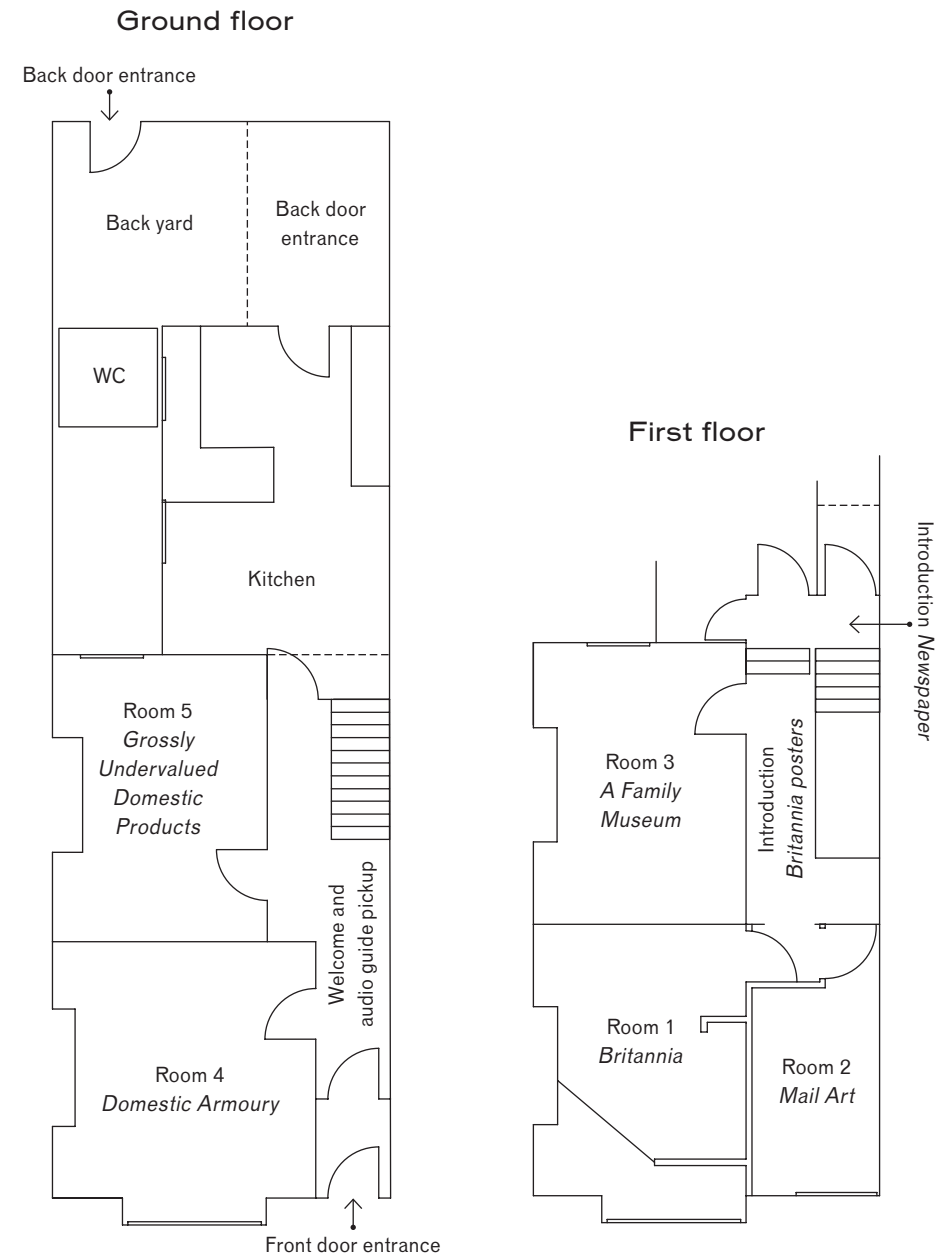 Ground floor
Back door entrance
Back yard
Back door
entrance
WC
Kitchen
Room 5
Grossly
Undervalued
Domestic
Products
Welcome and
audio guide pickup
Room 4
Domestic Armoury
Front door entrance
First floor
Introduction Newspaper
Room 3
A Family
Museum
Introduction
Britannia posters
Room 1
Britannia
Room 2
Mail Art